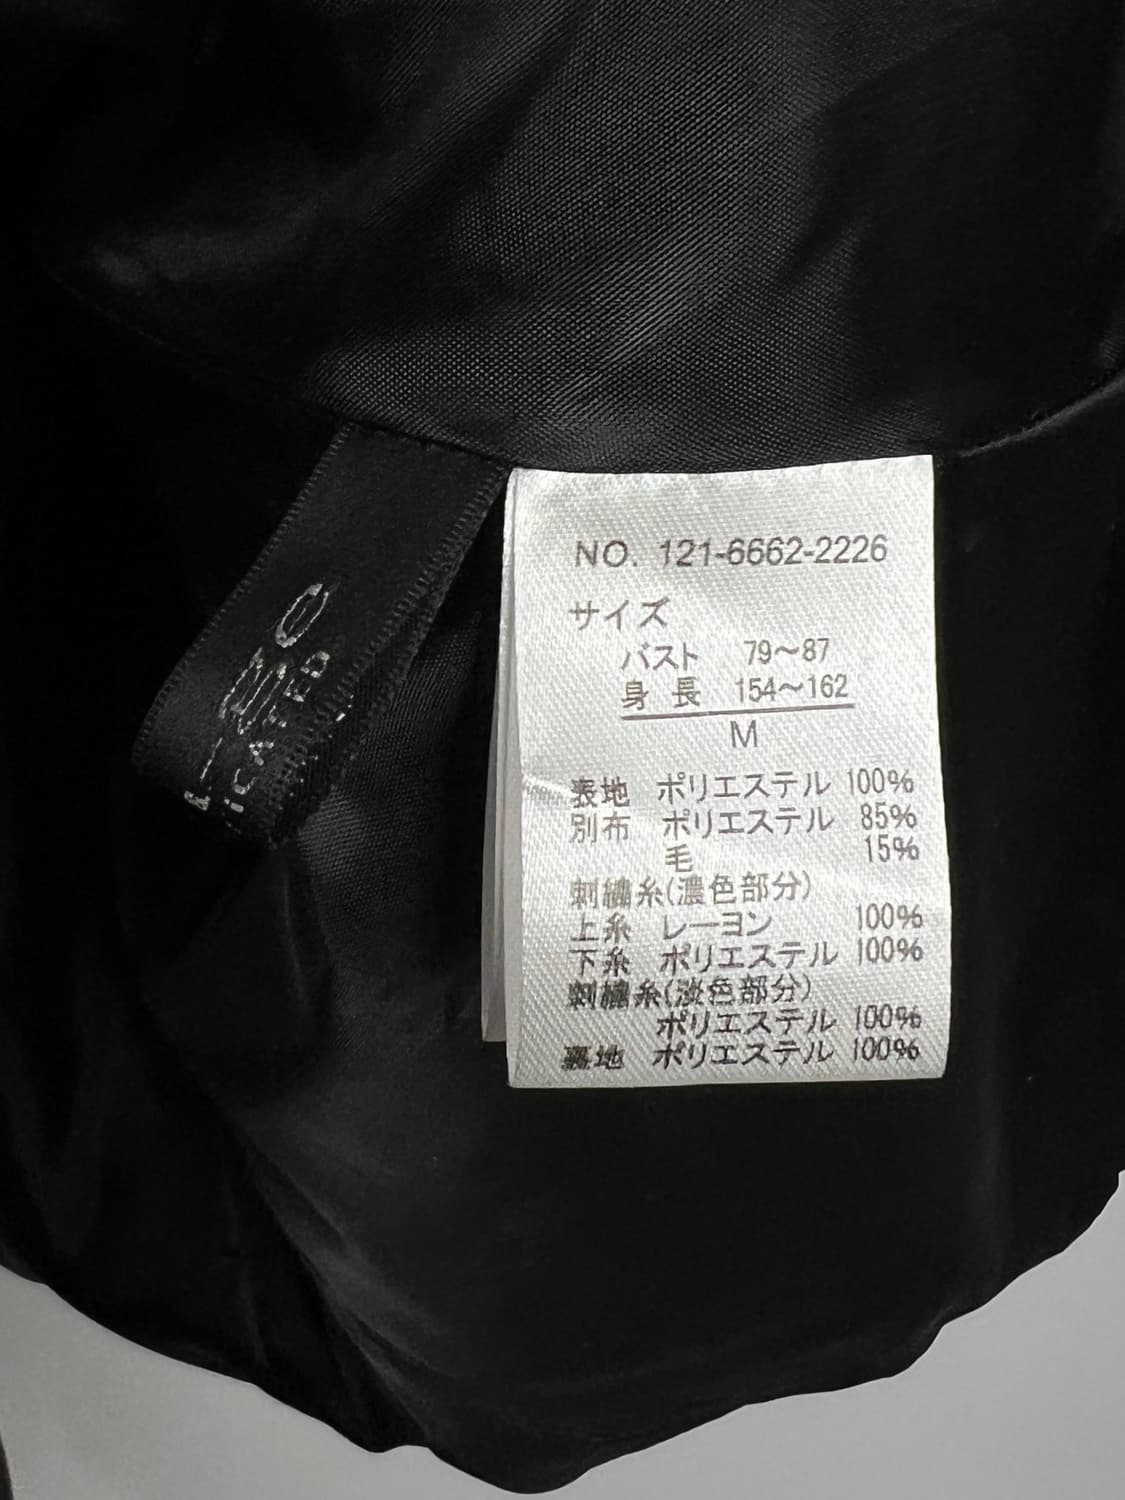 NO. 121-6662-2226
サイズ
バスト 79～87
身長 154～162
M
表地 ポリエステル 100%
別布 ポリエステル 85%
毛 15%
刺繍糸(濃色部分)
上糸 レーヨン 100%
下糸 ポリエステル 100%
刺繍糸(淡色部分)
ポリエステル 100%
裏地 ポリエステル 100%